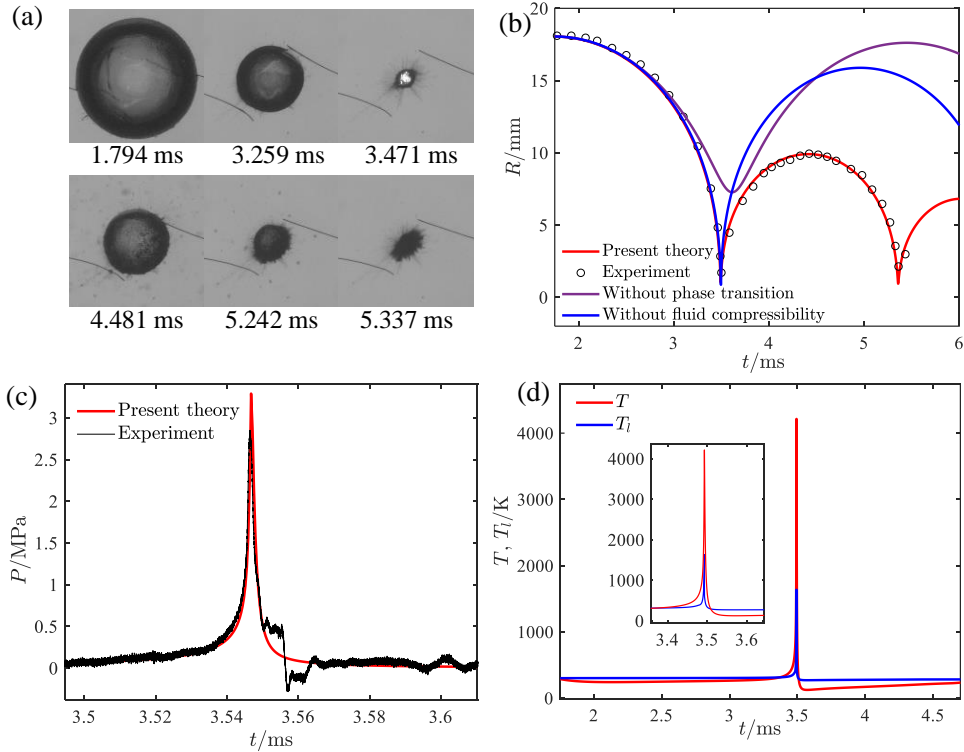 (a)
1.794 ms 3.259 ms 3.471 ms
4.481 ms 5.242 ms 5.337 ms
(b)
20
15
10
5
0
R/mm
Present theory
Experiment
Without phase transition
Without fluid compressibility
2 3 4 5 6
t/ms
(c)
3
2.5
2
1.5
1
0.5
0
P/MPa
Present theory
Experiment
3.5 3.52 3.54 3.56 3.58 3.6
t/ms
(d)
4000
3000
2000
1000
0
T, Tl/K
T
Tl
4000
3000
2000
1000
0
3.4 3.5 3.6
2 2.5 3 3.5 4 4.5
t/ms